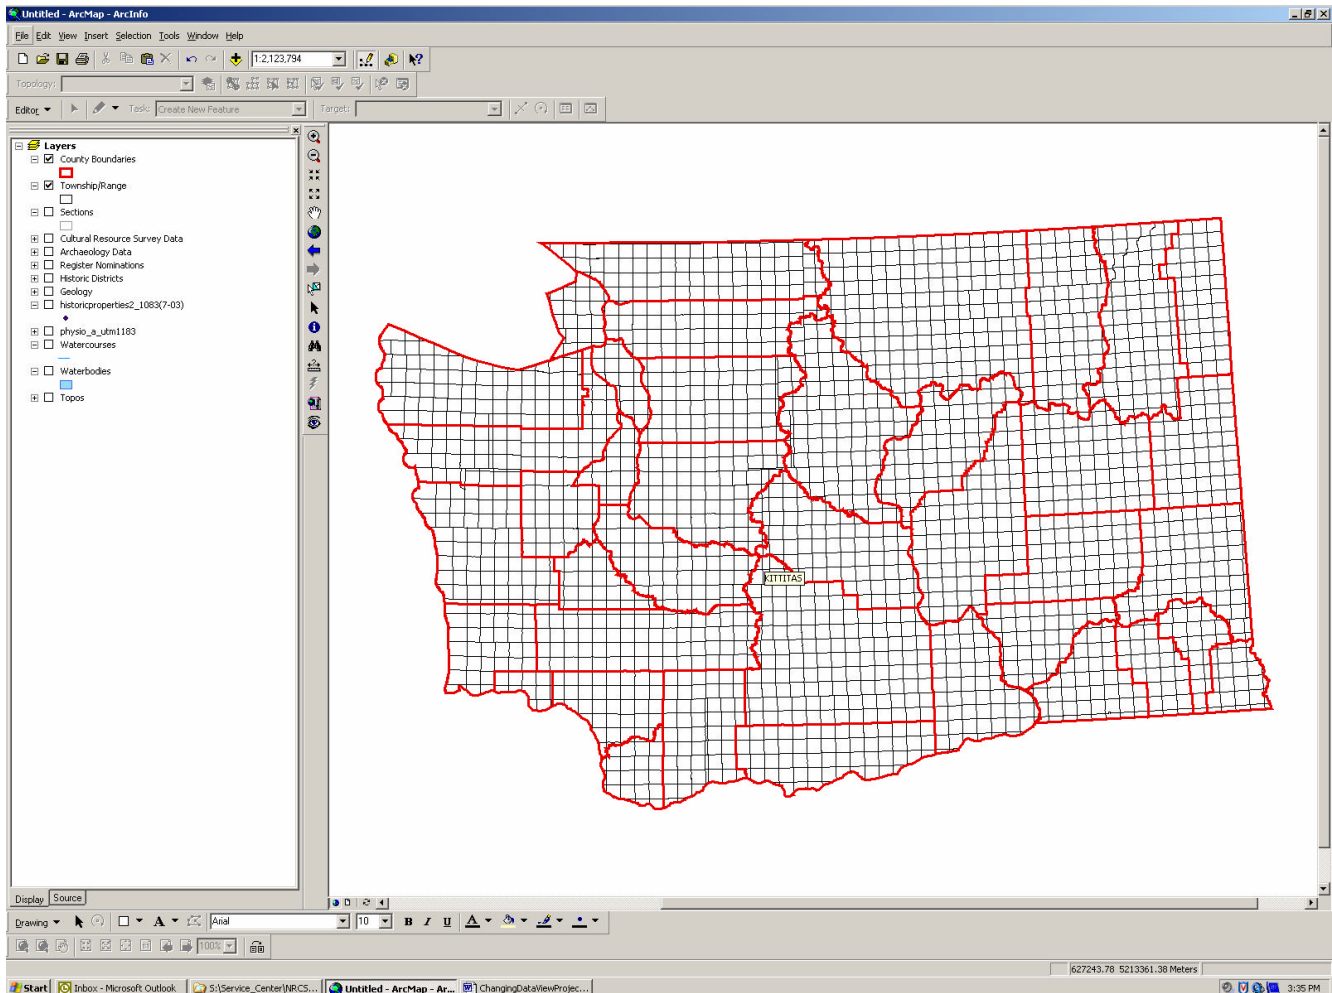 Untitled - ArcMap - ArcInfo
File Edit View Insert Selection Tools Window Help
1:2,123,794
Topology:
Editor Task: Create New Feature Target:
Layers
County Boundaries
Township/Range
Sections
Cultural Resource Survey Data
Archaeology Data
Register Nominations
Historic Districts
Geology
historicproperties2_1083(7-03)
physio_a_utm1183
Watercourses
Waterbodies
Topos
KITTITAS
Display Source
Drawing A Arial 10 B I U A
100%
627243.78 5213361.38 Meters
Start Inbox - Microsoft Outlook S:\Service_Center\NRCS... Untitled - ArcMap - Ar... ChangingDataViewProjec... 3:35 PM